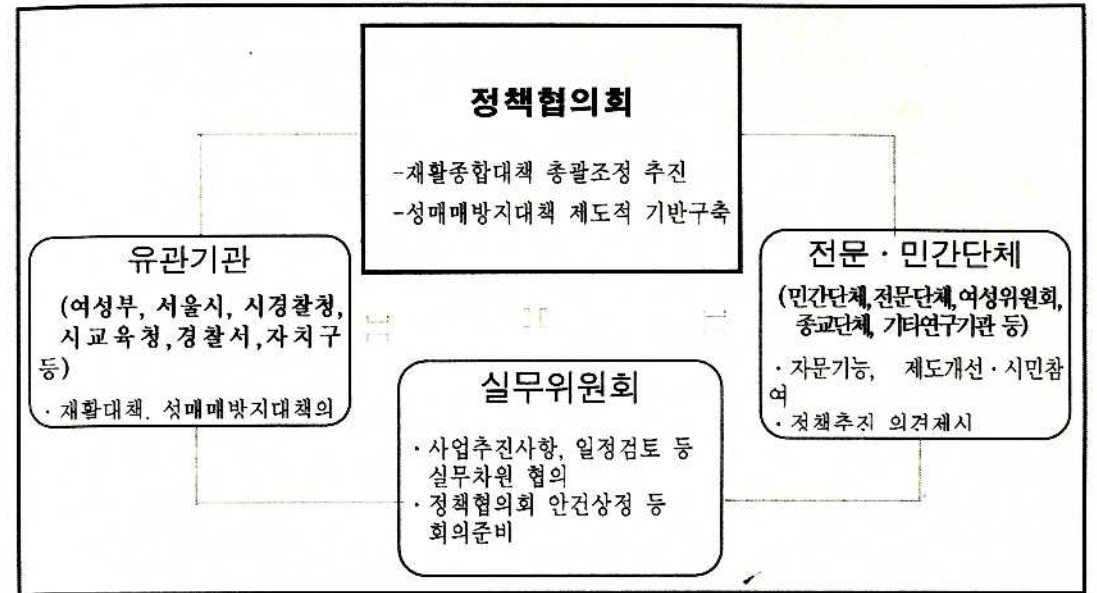 정책협의회
-재활종합대책 총괄조정 추진
-성매매방지대책 제도적 기반구축
유관기관
(여성부, 서울시, 시경찰청,
시교육청,경찰서,자치구
등)
· 재활대책, 성매매방지대책의
전문 · 민간단체
(민간단체,전문단체,여성위원회,
종교단체, 기타연구기관 등)
· 자문기능, 제도개선 · 시민참
여
· 정책추진 의견제시
실무위원회
· 사업추진사항, 일정검토 등
실무차원 협의
· 정책협의회 안건상정 등
회의준비